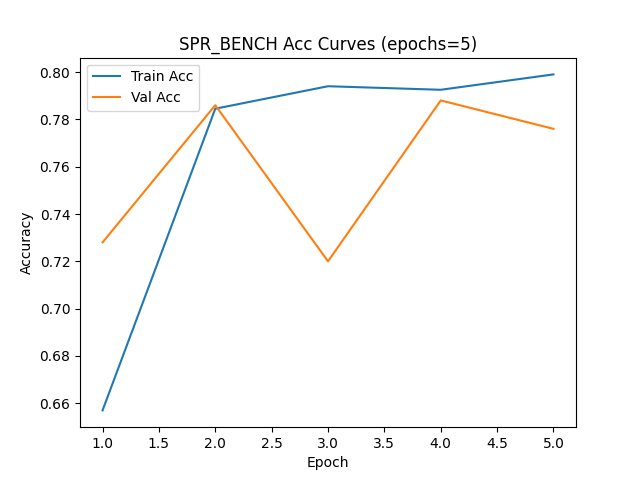 SPR_BENCH Acc Curves (epochs=5)
Train Acc
Val Acc
Accuracy
0.80
0.78
0.76
0.74
0.72
0.70
0.68
0.66
1.0 1.5 2.0 2.5 3.0 3.5 4.0 4.5 5.0
Epoch